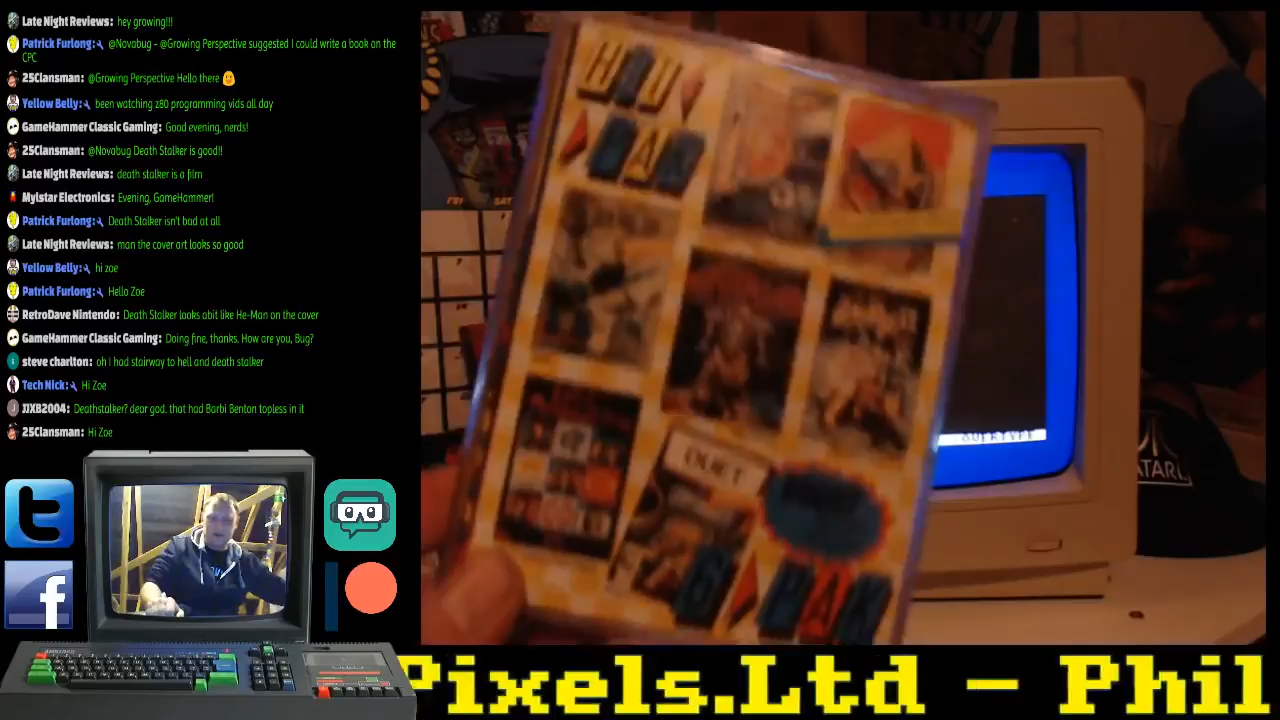 Late Night Reviews: hey growing!!!
Patrick Furlong: @Novabug - @Growing Perspective suggested I could write a book on the
CPC
25Clansman: @Growing Perspective Hello there
Yellow Belly: been watching z80 programming vids all day
GameHammer Classic Gaming: Good evening, nerds!
25Clansman: @Novabug Death Stalker is good!!
Late Night Reviews: death stalker is a film
Mylstar Electronics: Evening, GameHammer!
Patrick Furlong: Death Stalker isn't bad at all
Late Night Reviews: man the cover art looks so good
Yellow Belly: hi zoe
Patrick Furlong: Hello Zoe
RetroDave Nintendo: Death Stalker looks abit like He-Man on the cover
GameHammer Classic Gaming: Doing fine, thanks. How are you, Bug?
steve charlton: oh I had stairway to hell and death stalker
Tech Nick: Hi Zoe
JJXB2004: Deathstalker? dear god. that had Barbi Benton topless in it
25Clansman: Hi Zoe
HIT
PAK
DUET
6 PAK
ATARI
Pixels.Ltd - Phil